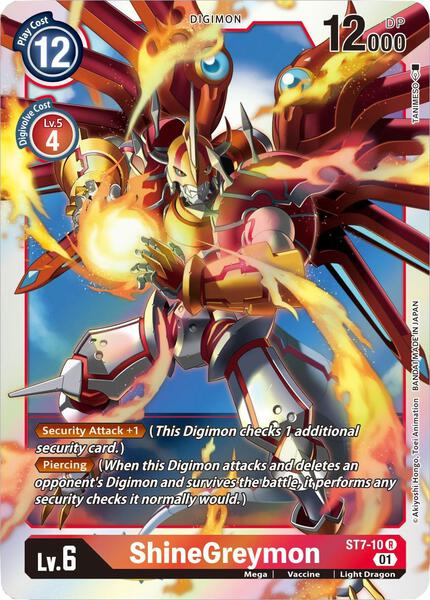 DIGIMON
Play Cost
12
12000 DP
Digivolve Cost
Lv.5
4
TANIMESO
Security Attack +1 (This Digimon checks 1 additional
security card.)
Piercing (When this Digimon attacks and deletes an
opponent's Digimon and survives the battle, it performs any
security checks it normally would.)
© Akiyoshi Hongo, Toei Animation BANDAI MADE IN JAPAN
Lv.6
ShineGreymon
ST7-10 R
01
Mega | Vaccine | Light Dragon